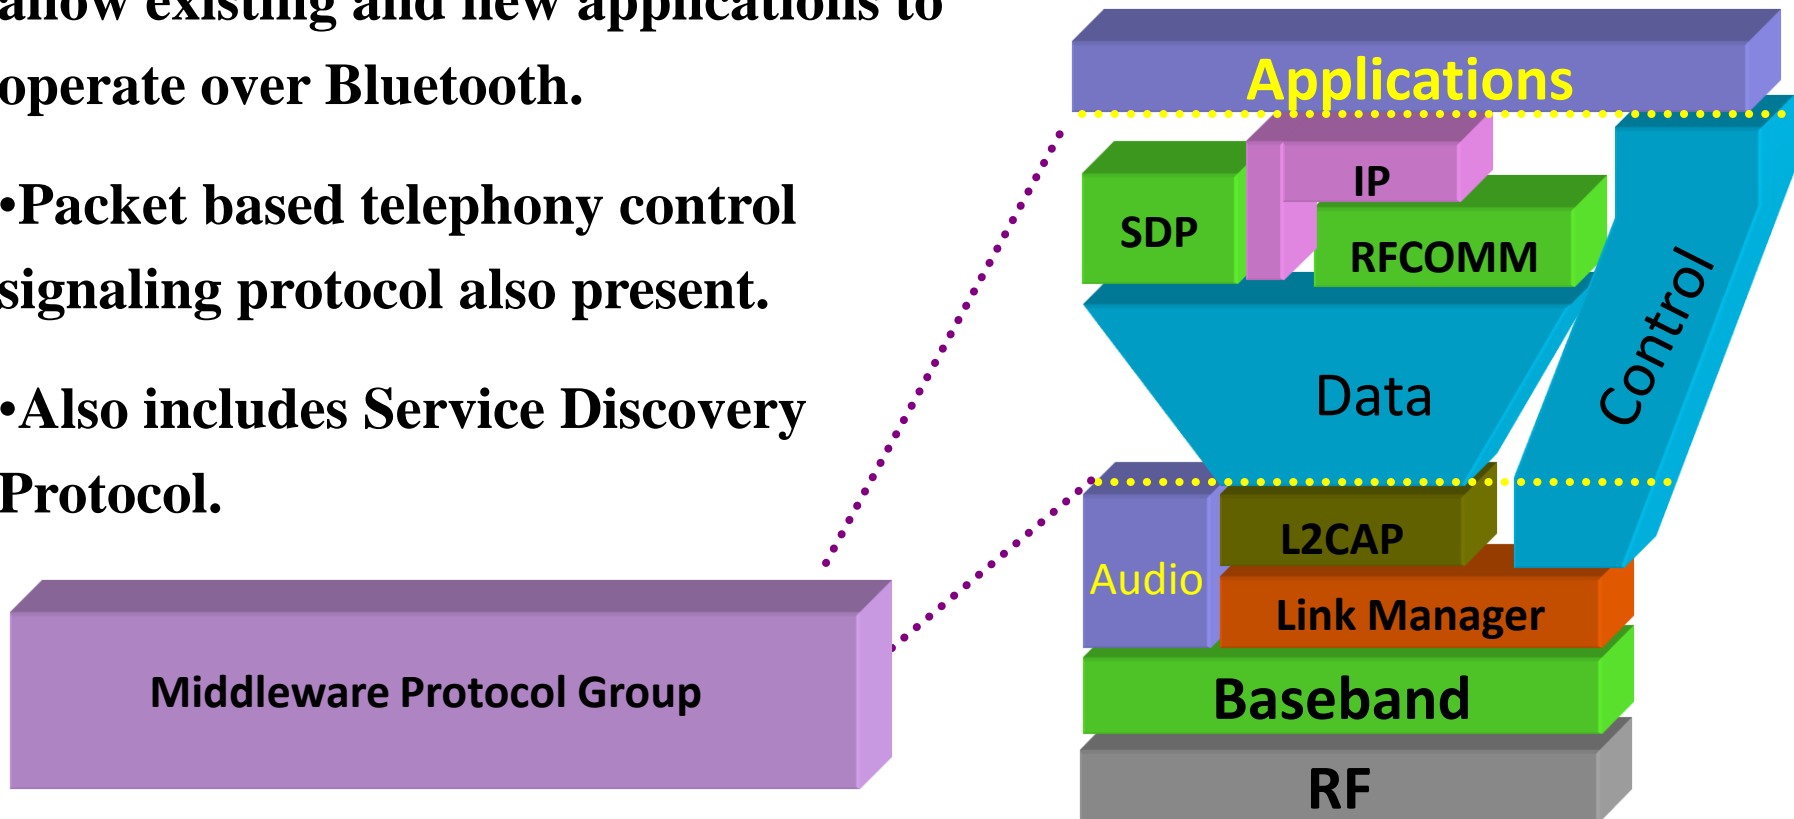 allow existing and new applications to
operate over Bluetooth.
•Packet based telephony control
signaling protocol also present.
•Also includes Service Discovery
Protocol.
Middleware Protocol Group
Applications
IP
SDP
RFCOMM
Control
Data
L2CAP
Audio
Link Manager
Baseband
RF